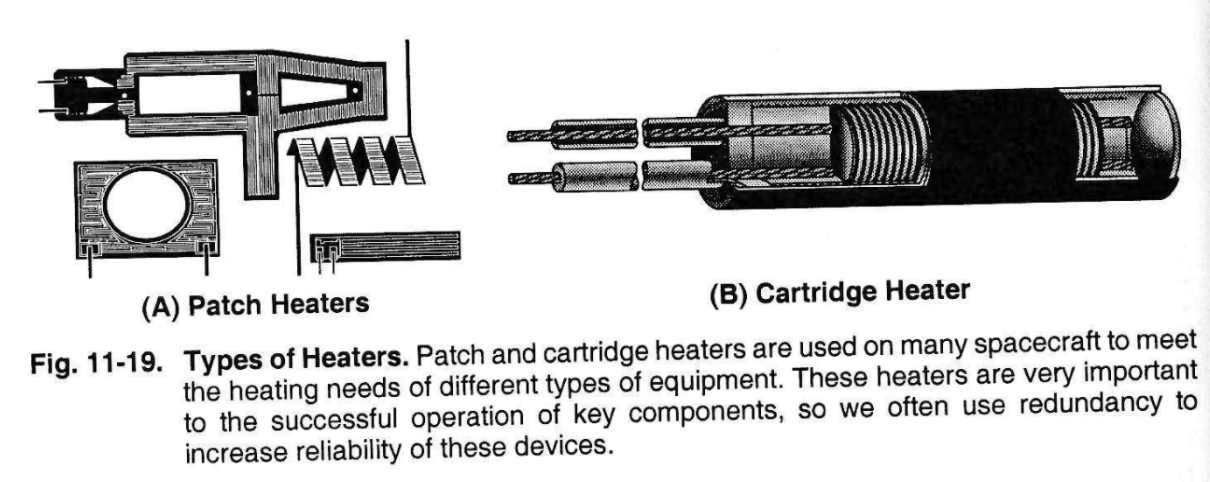 (A) Patch Heaters
(B) Cartridge Heater
Fig. 11-19. Types of Heaters. Patch and cartridge heaters are used on many spacecraft to meet
the heating needs of different types of equipment. These heaters are very important
to the successful operation of key components, so we often use redundancy to
increase reliability of these devices.